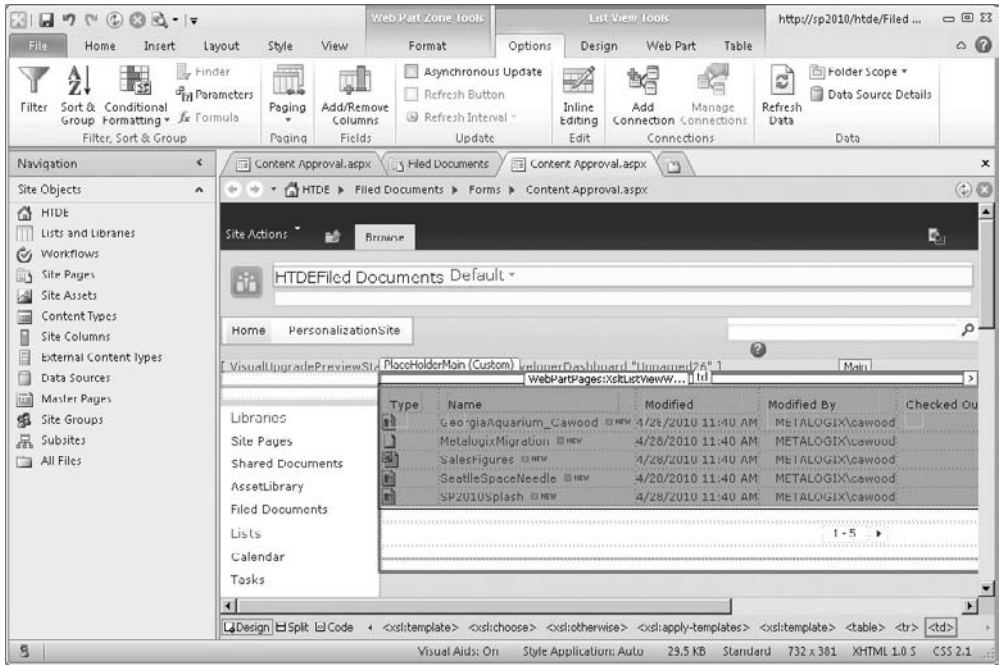 Web Part Zone Tools List View Tools http://sp2010/htde/Filed ...
File Home Insert Layout Style View Format Options Design Web Part Table
Filter Sort & Group Conditional Formatting Finder Parameters Formula
Filter, Sort & Group
Paging
Paging
Add/Remove Columns
Fields
Asynchronous Update
Refresh Button
Refresh Interval
Update
Inline Editing
Edit
Add Connection Manage Connections
Connections
Refresh Data Folder Scope Data Source Details
Data
Navigation
Site Objects
HTDE
Lists and Libraries
Workflows
Site Pages
Site Assets
Content Types
Site Columns
External Content Types
Data Sources
Master Pages
Site Groups
Subsites
All Files
Content Approval.aspx Filed Documents Content Approval.aspx
HTDE Filed Documents Forms Content Approval.aspx
Site Actions Browse
HTDEFiled Documents Default
Home PersonalizationSite
[ VisualUpgradePreviewSta PlaceHolderMain (Custom) veloperDashboard "Unnamed26" ] Main
WebPartPages:XsltListViewW... td
Type Name Modified Modified By Checked Ou
GeorgiaAquarium_Cawood NEW 4/28/2010 11:40 AM METALOGIX\cawood
MetalogixMigration NEW 4/28/2010 11:40 AM METALOGIX\cawood
SalesFigures NEW 4/28/2010 11:40 AM METALOGIX\cawood
SeatlleSpaceNeedle NEW 4/28/2010 11:40 AM METALOGIX\cawood
SP2010Splash NEW 4/28/2010 11:40 AM METALOGIX\cawood
1 - 5
Libraries
Site Pages
Shared Documents
AssetLibrary
Filed Documents
Lists
Calendar
Tasks
Design Split Code <xsl:template> <xsl:choose> <xsl:otherwise> <xsl:apply-templates> <xsl:template> <table> <tr> <td>
Visual Aids: On Style Application: Auto 29.5 KB Standard 732 x 381 XHTML 1.0 S CSS 2.1